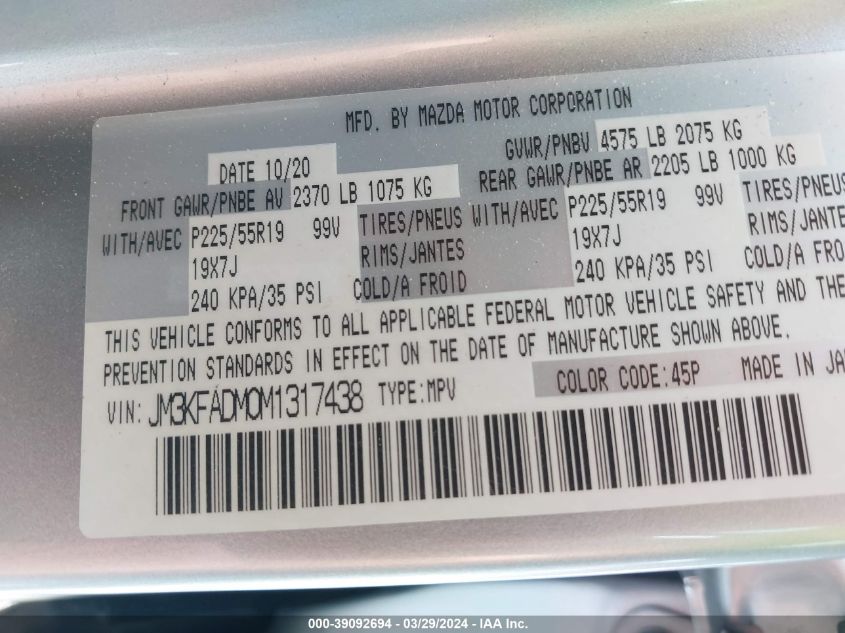 MFD. BY MAZDA MOTOR CORPORATION
DATE 10/20 GVWR/PNBV 4575 LB 2075 KG
FRONT GAWR/PNBE AV 2370 LB 1075 KG REAR GAWR/PNBE AR 2205 LB 1000 KG
WITH/AVEC P225/55R19 99V TIRES/PNEUS WITH/AVEC P225/55R19 99V TIRES/PNEUS
19X7J RIMS/JANTES 19X7J RIMS/JANTES
240 KPA/35 PSI COLD/A FROID 240 KPA/35 PSI COLD/A FRO
THIS VEHICLE CONFORMS TO ALL APPLICABLE FEDERAL MOTOR VEHICLE SAFETY AND THE
PREVENTION STANDARDS IN EFFECT ON THE DATE OF MANUFACTURE SHOWN ABOVE.
VIN: JM3KFADM0M1317438 TYPE:MPV COLOR CODE:45P MADE IN JA
000-39092694 - 03/29/2024 - IAA Inc.